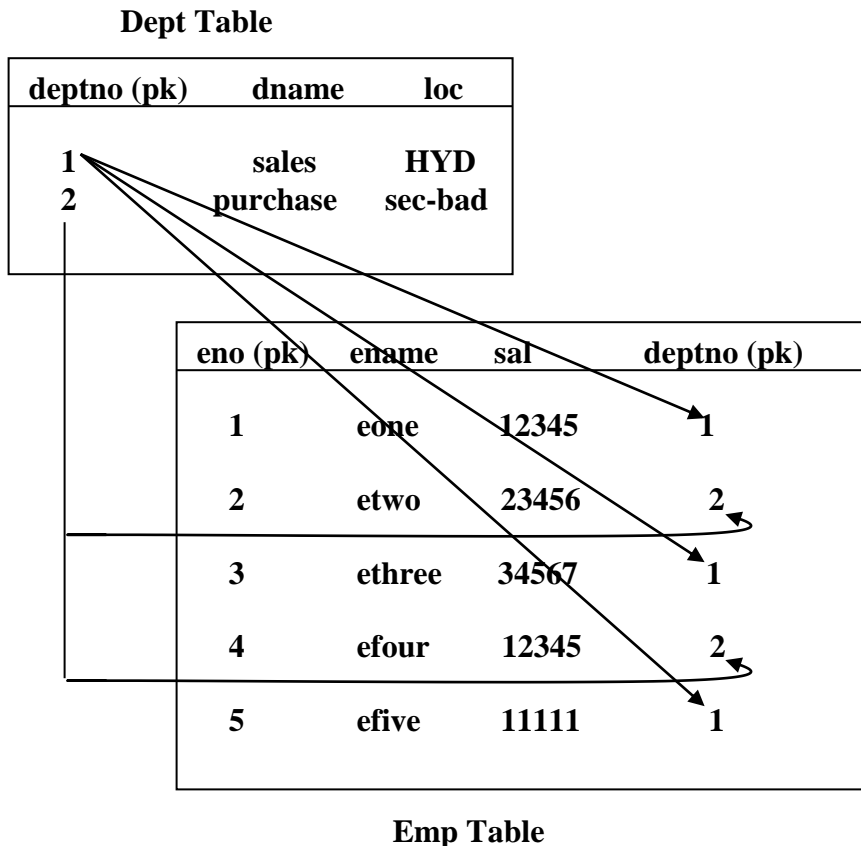 Dept Table
deptno (pk) dname loc
1 sales HYD
2 purchase sec-bad
eno (pk) ename sal deptno (pk)
1 eone 12345 1
2 etwo 23456 2
3 ethree 34567 1
4 efour 12345 2
5 efive 11111 1
Emp Table